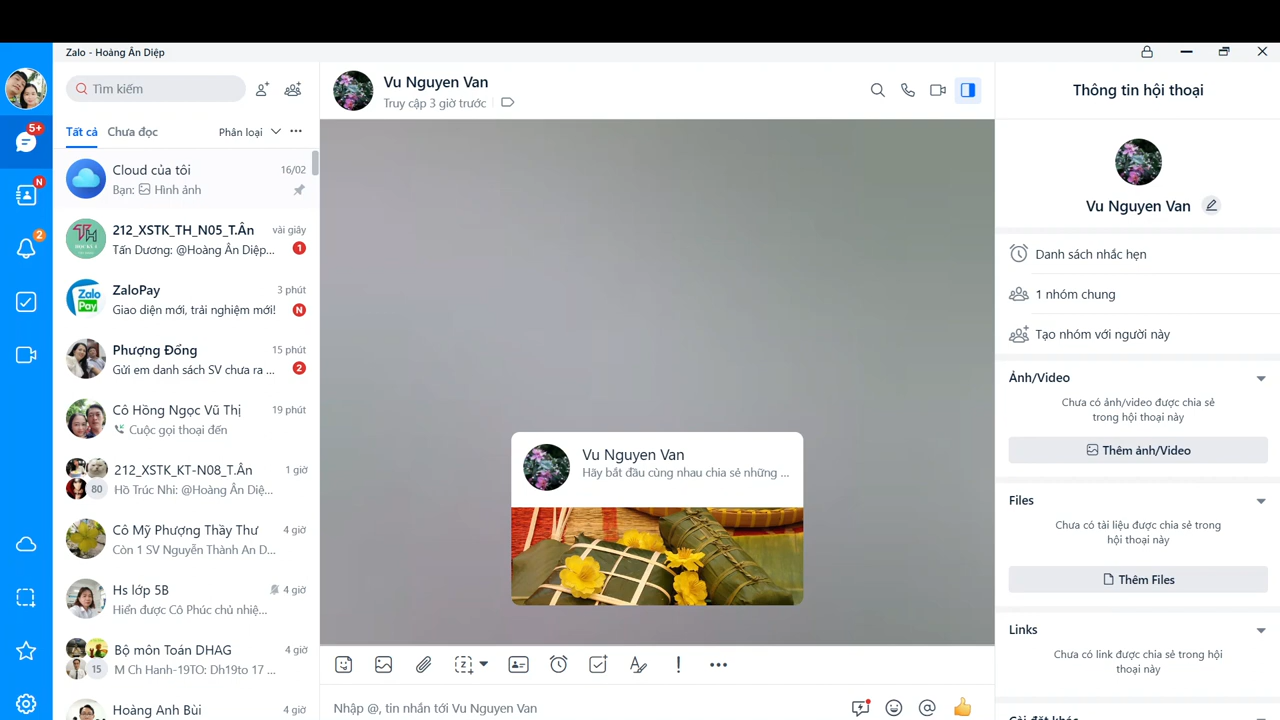 Zalo - Hoàng Ân Diệp
Tìm kiếm
Tất cả Chưa đọc Phân loại
5+
N
2
Cloud của tôi 16/02
Bạn: Hình ảnh
212_XSTK_TH_N05_T.Ân vài giây
Tấn Dương: @Hoàng Ân Diệp... 1
ZaloPay 3 phút
Giao diện mới, trải nghiệm mới! N
Phượng Đổng 15 phút
Gửi em danh sách SV chưa ra ... 2
Cô Hồng Ngọc Vũ Thị 19 phút
Cuộc gọi thoại đến
212_XSTK_KT-N08_T.Ân 1 giờ
80 Hồ Trúc Nhi: @Hoàng Ân Diệ...
Cô Mỹ Phượng Thầy Thư 4 giờ
Còn 1 SV Nguyễn Thành An D...
Hs lớp 5B 4 giờ
Hiển được Cô Phúc chủ nhiệ...
Bộ môn Toán DHAG 4 giờ
15 M Ch Hanh-19TO: Dh19to 17 ...
Hoàng Anh Bùi 4 giờ
Vu Nguyen Van
Truy cập 3 giờ trước
Vu Nguyen Van
Hãy bắt đầu cùng nhau chia sẻ những ...
Nhập @, tin nhắn tới Vu Nguyen Van
Thông tin hội thoại
Vu Nguyen Van
Danh sách nhắc hẹn
1 nhóm chung
Tạo nhóm với người này
Ảnh/Video
Chưa có ảnh/video được chia sẻ
trong hội thoại này
Thêm ảnh/Video
Files
Chưa có tài liệu được chia sẻ trong
hội thoại này
Thêm Files
Links
Chưa có link được chia sẻ trong hội
thoại này